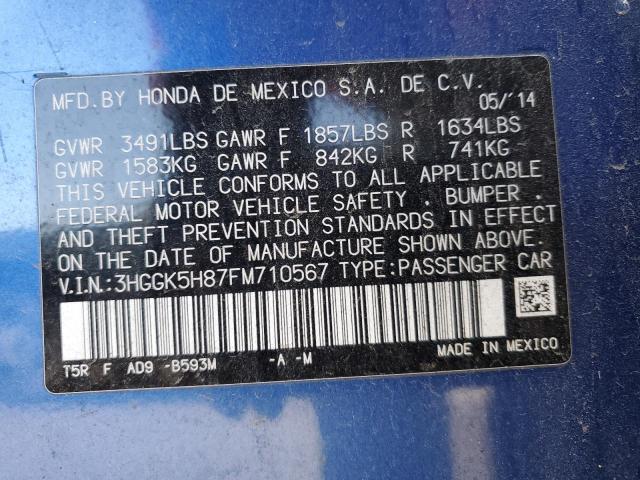 MFD.BY HONDA DE MEXICO S.A. DE C.V.
05/'14
GVWR 3491LBS GAWR F 1857LBS R 1634LBS
GVWR 1583KG GAWR F 842KG R 741KG
THIS VEHICLE CONFORMS TO ALL APPLICABLE
FEDERAL MOTOR VEHICLE SAFETY . BUMPER .
AND THEFT PREVENTION STANDARDS IN EFFECT
ON THE DATE OF MANUFACTURE SHOWN ABOVE.
V.I.N.:3HGGK5H87FM710567 TYPE:PASSENGER CAR
T5R F AD9 -B593M -A -M MADE IN MEXICO